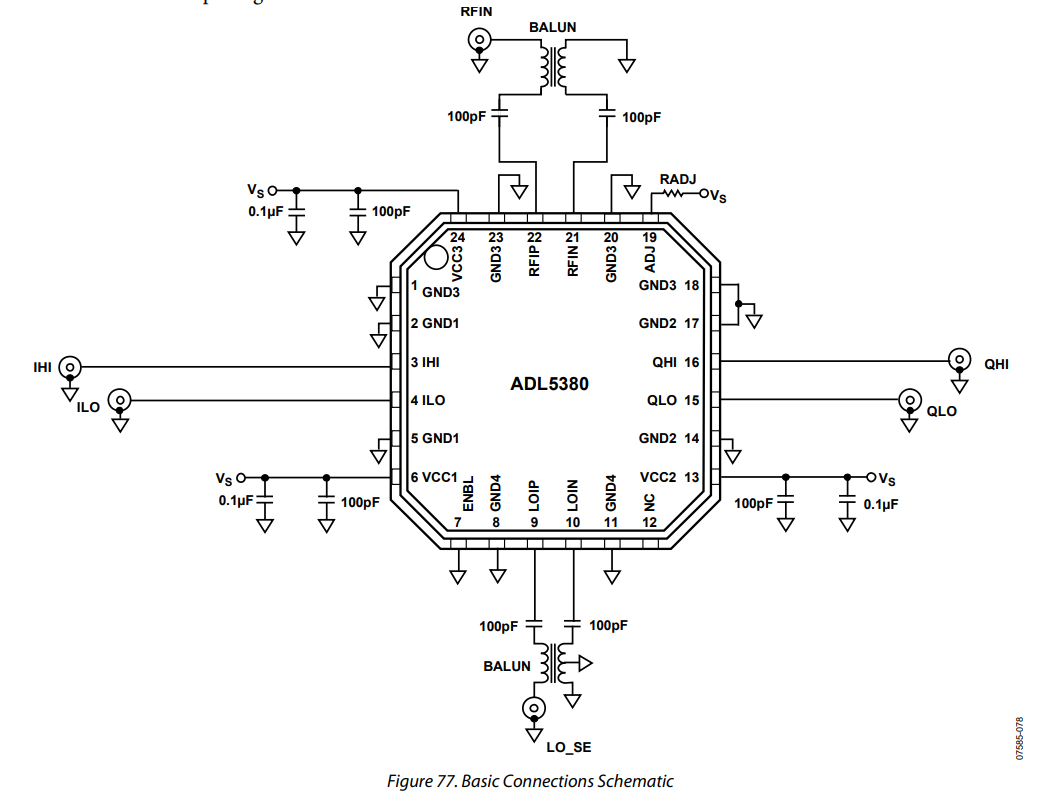 RFIN
BALUN
100pF
100pF
VS
0.1µF
100pF
RADJ
VS
24
23
22
21
20
19
VCC3
GND3
RFIP
RFIN
GND3
ADJ
1 GND3
GND3 18
2 GND1
GND2 17
IHI
3 IHI
QHI 16
QHI
ADL5380
ILO
4 ILO
QLO 15
QLO
5 GND1
GND2 14
VS
6 VCC1
VCC2 13
VS
0.1µF
100pF
100pF
0.1µF
ENBL
GND4
LOIP
LOIN
GND4
NC
7
8
9
10
11
12
100pF
100pF
BALUN
LO_SE
07585-078
Figure 77. Basic Connections Schematic